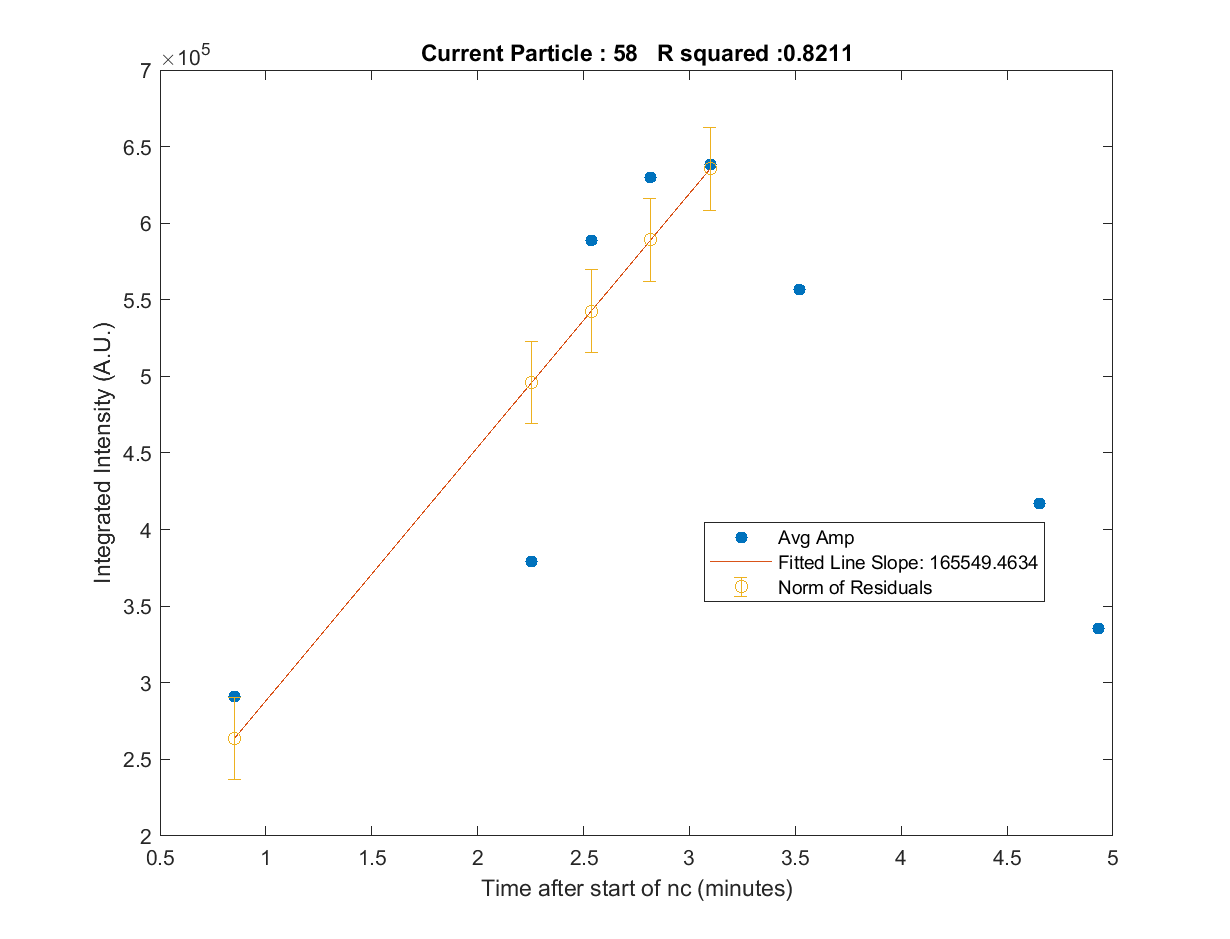 Current Particle : 58 R squared :0.8211
×10^5
7
6.5
6
5.5
5
4.5
4
3.5
3
2.5
2
Integrated Intensity (A.U.)
Avg Amp
Fitted Line Slope: 165549.4634
Norm of Residuals
0.5 1 1.5 2 2.5 3 3.5 4 4.5 5
Time after start of nc (minutes)